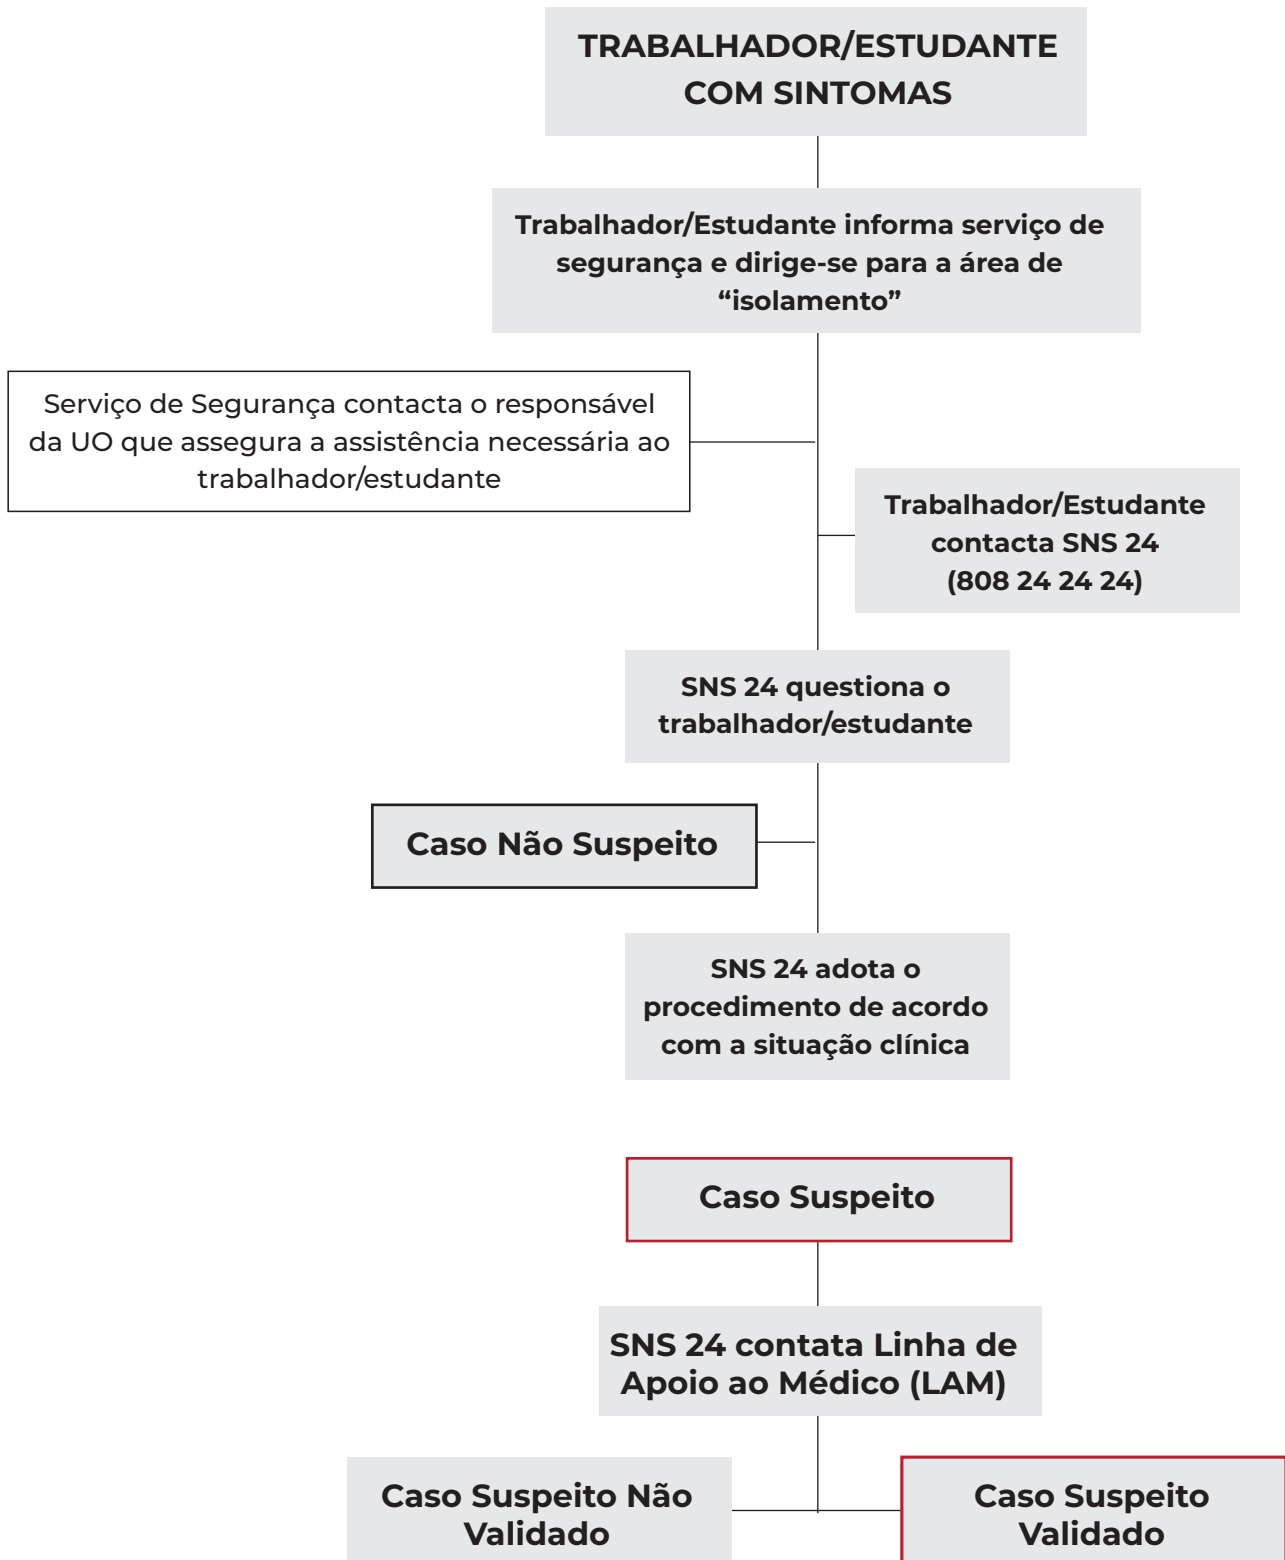 TRABALHADOR/ESTUDANTE
COM SINTOMAS
Trabalhador/Estudante informa serviço de
segurança e dirige-se para a área de
“isolamento”
Serviço de Segurança contacta o responsável
da UO que assegura a assistência necessária ao
trabalhador/estudante
Trabalhador/Estudante
contacta SNS 24
(808 24 24 24)
SNS 24 questiona o
trabalhador/estudante
Caso Não Suspeito
SNS 24 adota o
procedimento de acordo
com a situação clínica
Caso Suspeito
SNS 24 contata Linha de
Apoio ao Médico (LAM)
Caso Suspeito Não
Validado
Caso Suspeito
Validado